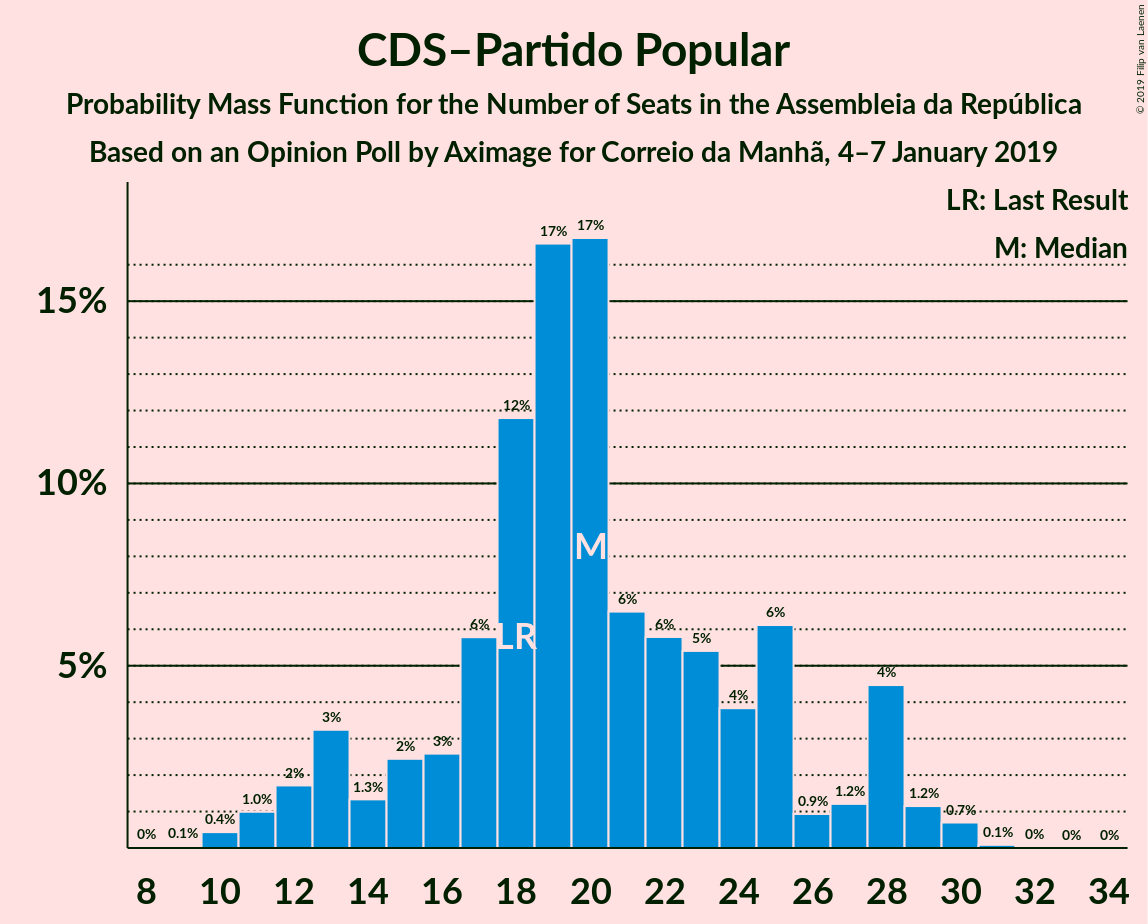 CDS–Partido Popular
Probability Mass Function for the Number of Seats in the Assembleia da República
Based on an Opinion Poll by Aximage for Correio da Manhã, 4–7 January 2019
© 2019 Filip van Laenen
LR: Last Result
M: Median
15%
10%
5%
0% 0.1% 0.4% 1.0% 2% 3% 1.3% 2% 3% 6% 12% 17% 17% 6% 6% 5% 4% 6% 0.9% 1.2% 4% 1.2% 0.7% 0.1% 0% 0% 0%
LR
M
8 10 12 14 16 18 20 22 24 26 28 30 32 34